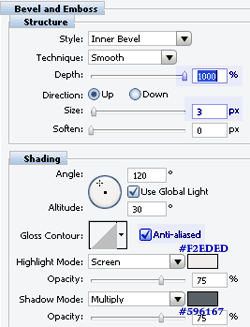 Bevel and Emboss
Structure
Style: Inner Bevel
Technique: Smooth
Depth: 1000 %
Direction: Up Down
Size: 3 px
Soften: 0 px
Shading
Angle: 120 °
Use Global Light
Altitude: 30 °
Gloss Contour: Anti-aliased
#F2EDED
Highlight Mode: Screen
Opacity: 75 %
Shadow Mode: Multiply
Opacity: 75 %
#596167